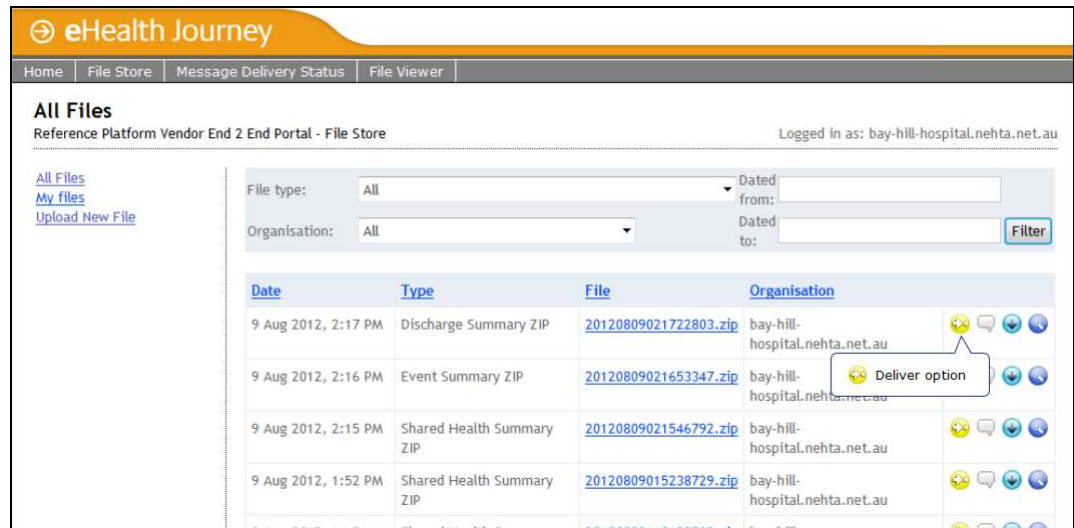 eHealth Journey
Home File Store Message Delivery Status File Viewer
All Files
Reference Platform Vendor End 2 End Portal - File Store
Logged in as: bay-hill-hospital.nehta.net.au
All Files
My files
Upload New File
File type: All
Dated from:
Organisation: All
Dated to:
Filter
Date Type File Organisation
9 Aug 2012, 2:17 PM Discharge Summary ZIP 20120809021722803.zip bay-hill-
hospital.nehta.net.au
Deliver option
9 Aug 2012, 2:16 PM Event Summary ZIP 20120809021653347.zip bay-hill-
hospital.nehta.net.au
9 Aug 2012, 2:15 PM Shared Health Summary 20120809021546792.zip bay-hill-
ZIP hospital.nehta.net.au
9 Aug 2012, 1:52 PM Shared Health Summary 20120809015238729.zip bay-hill-
ZIP hospital.nehta.net.au